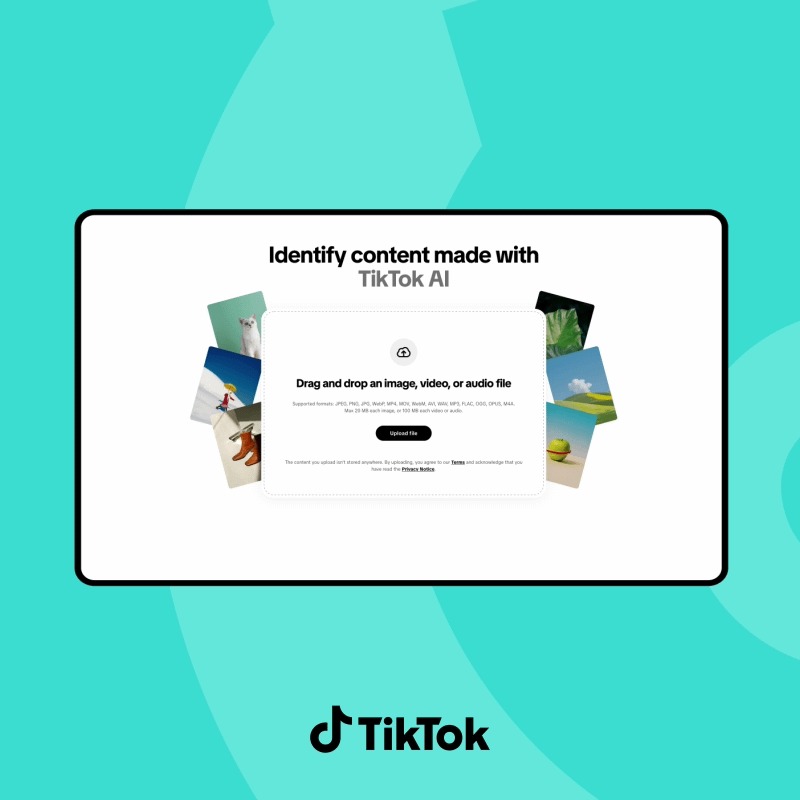 Identify content made with
TikTok AI
Drag and drop an image, video, or audio file
Supported formats: JPEG, PNG, JPG, WebP, MP4, MOV, WebM, AVI, WAV, MP3, FLAC, OGG, OPUS, M4A.
Max 20 MB each image, or 100 MB each video or audio.
Upload file
The content you upload isn't stored anywhere. By uploading, you agree to our Terms and acknowledge that you
have read the Privacy Notice.
TikTok